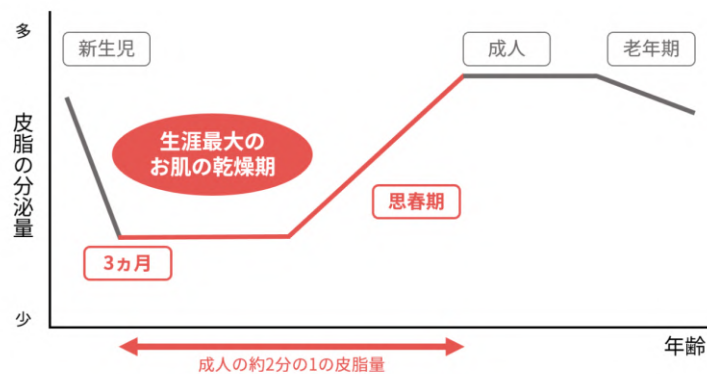 多
新生児
成人
老年期
生涯最大の
お肌の乾燥期
皮脂の分泌量
思春期
3ヵ月
少
年齢
成人の約2分の1の皮脂量